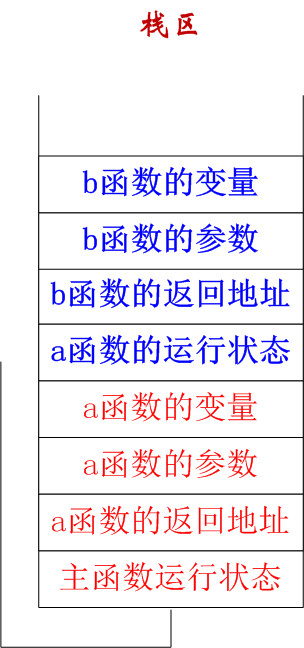 栈区
b函数的变量
b函数的参数
b函数的返回地址
a函数的运行状态
a函数的变量
a函数的参数
a函数的返回地址
主函数运行状态